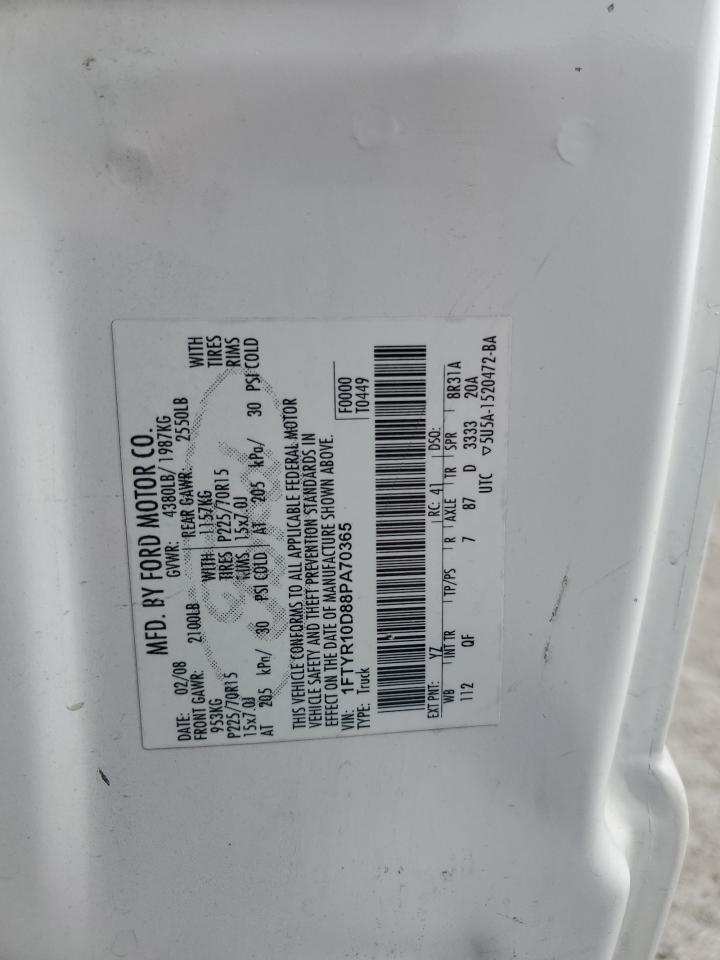 MFD. BY FORD MOTOR CO.
DATE: 02/08 GVWR: 4380LB/ 1987KG
FRONT GAWR: 2100LB REAR GAWR: 2550LB
953KG WITH 1157KG WITH
P225/70R15 TIRES P225/70R15 TIRES
15x7.0J RIMS 15x7.0J RIMS
AT 205 kPa/ 30 PSI COLD AT 205 kPa/ 30 PSI COLD
THIS VEHICLE CONFORMS TO ALL APPLICABLE FEDERAL MOTOR
VEHICLE SAFETY AND THEFT PREVENTION STANDARDS IN
EFFECT ON THE DATE OF MANUFACTURE SHOWN ABOVE.
VIN: 1FTYR10D88PA70365 F0000
TYPE: Truck T0449
EXT PNT: YZ RC: 41 DSO:
WB INT TR TP/PS R AXLE TR SPR 8R31A
112 QF 7 87 D 3333 20A
UTC ▽5U5A-1520472-BA